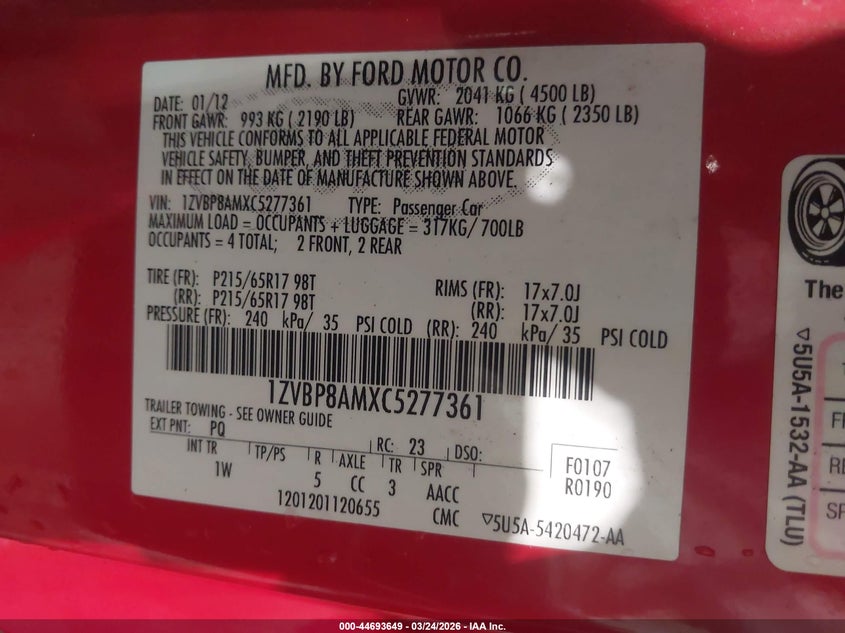 MFD. BY FORD MOTOR CO.
DATE: 01/12 GVWR: 2041 KG ( 4500 LB)
FRONT GAWR: 993 KG ( 2190 LB) REAR GAWR: 1066 KG ( 2350 LB)
THIS VEHICLE CONFORMS TO ALL APPLICABLE FEDERAL MOTOR
VEHICLE SAFETY, BUMPER, AND THEFT PREVENTION STANDARDS
IN EFFECT ON THE DATE OF MANUFACTURE SHOWN ABOVE.
VIN: 1ZVBP8AMXC5277361 TYPE: Passenger Car
MAXIMUM LOAD = OCCUPANTS + LUGGAGE = 317KG/ 700LB
OCCUPANTS = 4 TOTAL; 2 FRONT, 2 REAR
TIRE (FR): P215/65R17 98T RIMS (FR): 17x7.0J
(RR): P215/65R17 98T (RR): 17x7.0J
PRESSURE (FR): 240 kPa/ 35 PSI COLD (RR): 240 kPa/ 35 PSI COLD
1ZVBP8AMXC5277361
TRAILER TOWING - SEE OWNER GUIDE
EXT PNT: PQ RC: 23 DSO:
INT TR TP/PS R AXLE TR SPR
1W 5 CC 3 AACC
F0107
R0190
1201201120655 CMC ▽5U5A-5420472-AA
The
▽5U5A-1532-AA (TLU)
000-44693649 - 03/24/2026 - IAA Inc.